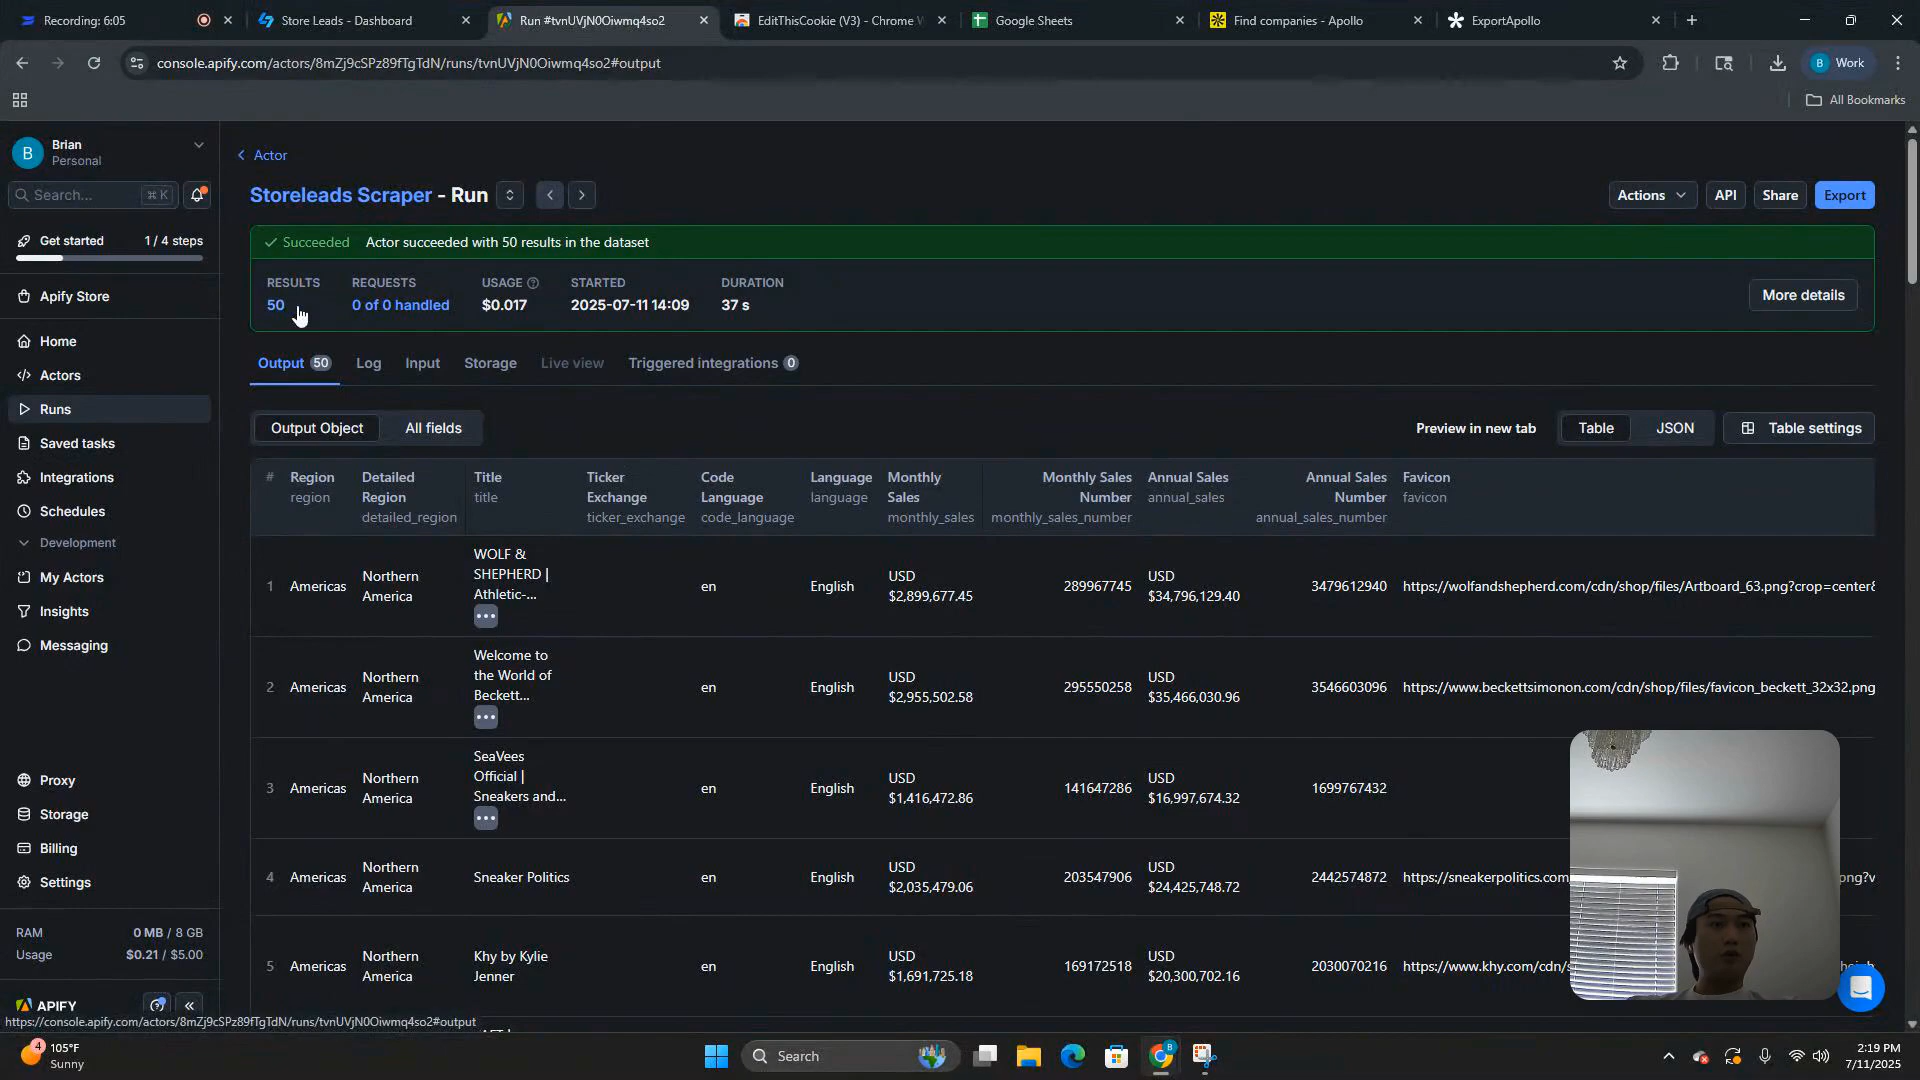 Recording: 6:05
Store Leads - Dashboard
Run #tvnUVjN0Oiwmq4so2
EditThisCookie (V3) - Chrome
Google Sheets
Find companies - Apollo
ExportApollo
console.apify.com/actors/8mZj9cSPz89fTgTdN/runs/tvnUVjN0Oiwmq4so2#output
B Work
All Bookmarks
B
Brian
Personal
Search...
⌘ K
Get started
1 / 4 steps
Apify Store
Home
Actors
Runs
Saved tasks
Integrations
Schedules
Development
My Actors
Insights
Messaging
Proxy
Storage
Billing
Settings
RAM
0 MB / 8 GB
Usage
$0.21 / $5.00
APIFY
Actor
Storeleads Scraper - Run
Actions
API
Share
Export
Succeeded
Actor succeeded with 50 results in the dataset
RESULTS
50
REQUESTS
0 of 0 handled
USAGE
$0.017
STARTED
2025-07-11 14:09
DURATION
37 s
More details
Output 50
Log
Input
Storage
Live view
Triggered integrations 0
Output Object
All fields
Preview in new tab
Table
JSON
Table settings
#
Region
region
Detailed
Region
detailed_region
Title
title
Ticker
Exchange
ticker_exchange
Code
Language
code_language
Language
language
Monthly
Sales
monthly_sales
Monthly Sales
Number
monthly_sales_number
Annual Sales
annual_sales
Annual Sales
Number
annual_sales_number
Favicon
favicon
1
Americas
Northern
America
WOLF &
SHEPHERD |
Athletic-...
en
English
USD
$2,899,677.45
289967745
USD
$34,796,129.40
3479612940
https://wolfandshepherd.com/cdn/shop/files/Artboard_63.png?crop=center&
2
Americas
Northern
America
Welcome to
the World of
Beckett...
en
English
USD
$2,955,502.58
295550258
USD
$35,466,030.96
3546603096
https://www.beckettsimonon.com/cdn/shop/files/favicon_beckett_32x32.png
3
Americas
Northern
America
SeaVees
Official |
Sneakers and...
en
English
USD
$1,416,472.86
141647286
USD
$16,997,674.32
1699767432
4
Americas
Northern
America
Sneaker Politics
en
English
USD
$2,035,479.06
203547906
USD
$24,425,748.72
2442574872
https://sneakerpolitics.com
png?v
5
Americas
Northern
America
Khy by Kylie
Jenner
en
English
USD
$1,691,725.18
169172518
USD
$20,300,702.16
2030070216
https://www.khy.com/cdn/s
https://console.apify.com/actors/8mZj9cSPz89fTgTdN/runs/tvnUVjN0Oiwmq4so2#output
4
105°F
Sunny
Search
B
2:19 PM
7/11/2025